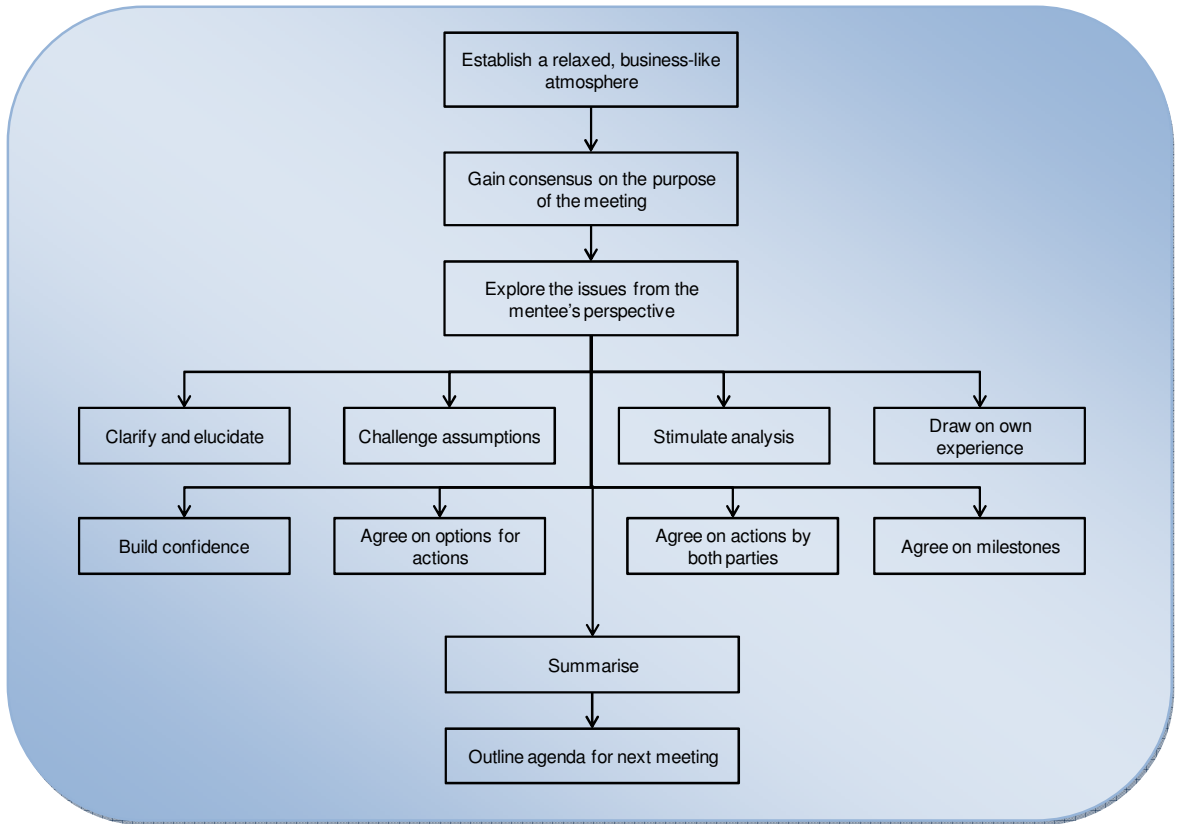 Establish a relaxed, business-like
atmosphere
Gain consensus on the purpose
of the meeting
Explore the issues from the
mentee’s perspective
Clarify and elucidate
Challenge assumptions
Stimulate analysis
Draw on own
experience
Build confidence
Agree on options for
actions
Agree on actions by
both parties
Agree on milestones
Summarise
Outline agenda for next meeting